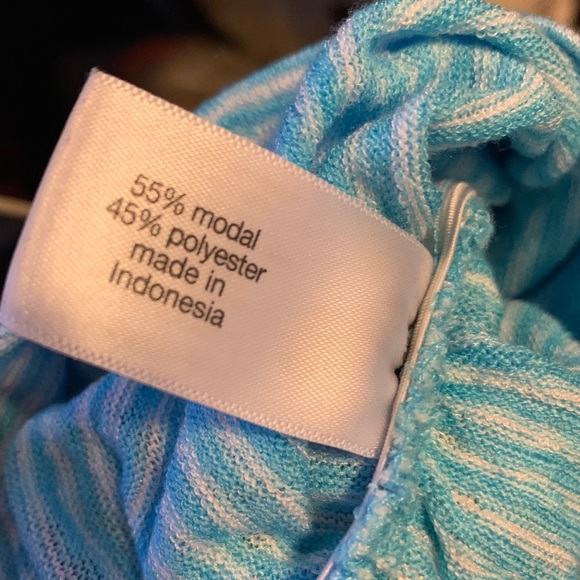 55% modal
45% polyester
made in
Indonesia